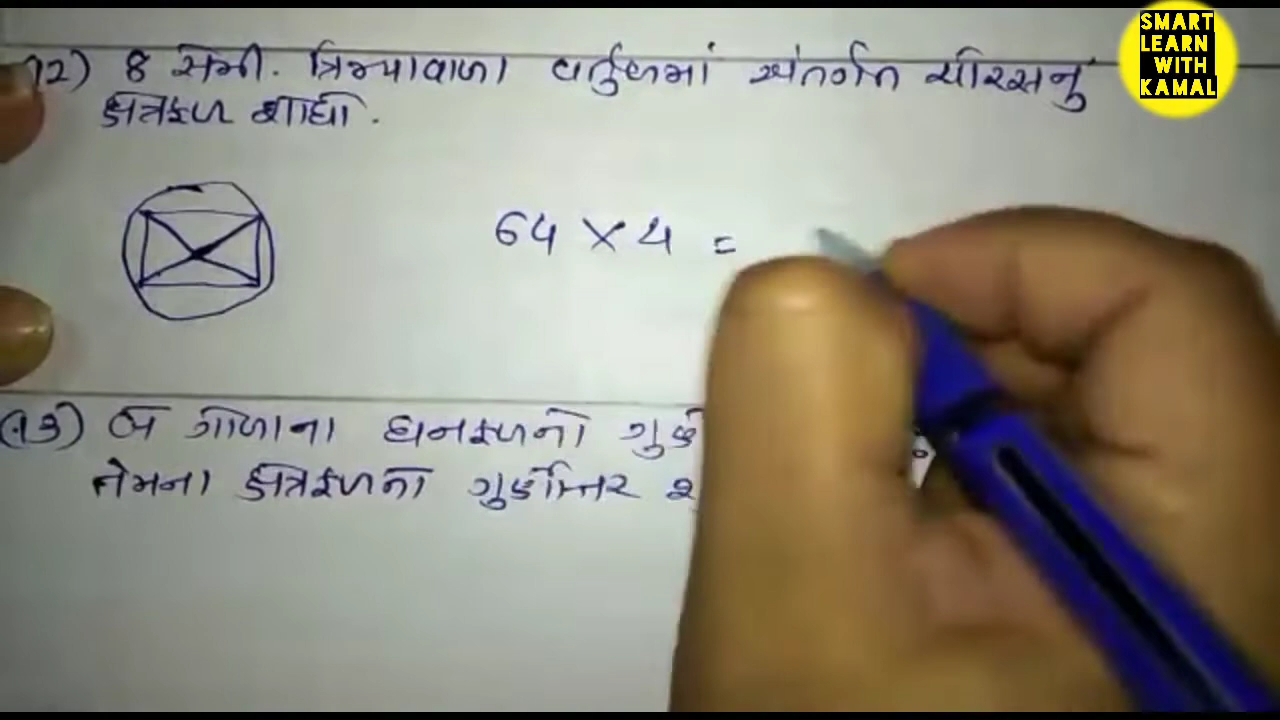 12) 8 સેમી. ત્રિજ્યાવાળા વર્તુળમાં અંતર્ગત ચોરસનું
ક્ષેત્રફળ શોધો.
64 × 4 =
(13) બે ગોળાના ઘનફળનો
તેમના ક્ષેત્રફળનો ગુણોત્તર
SMART
LEARN
WITH
KAMAL